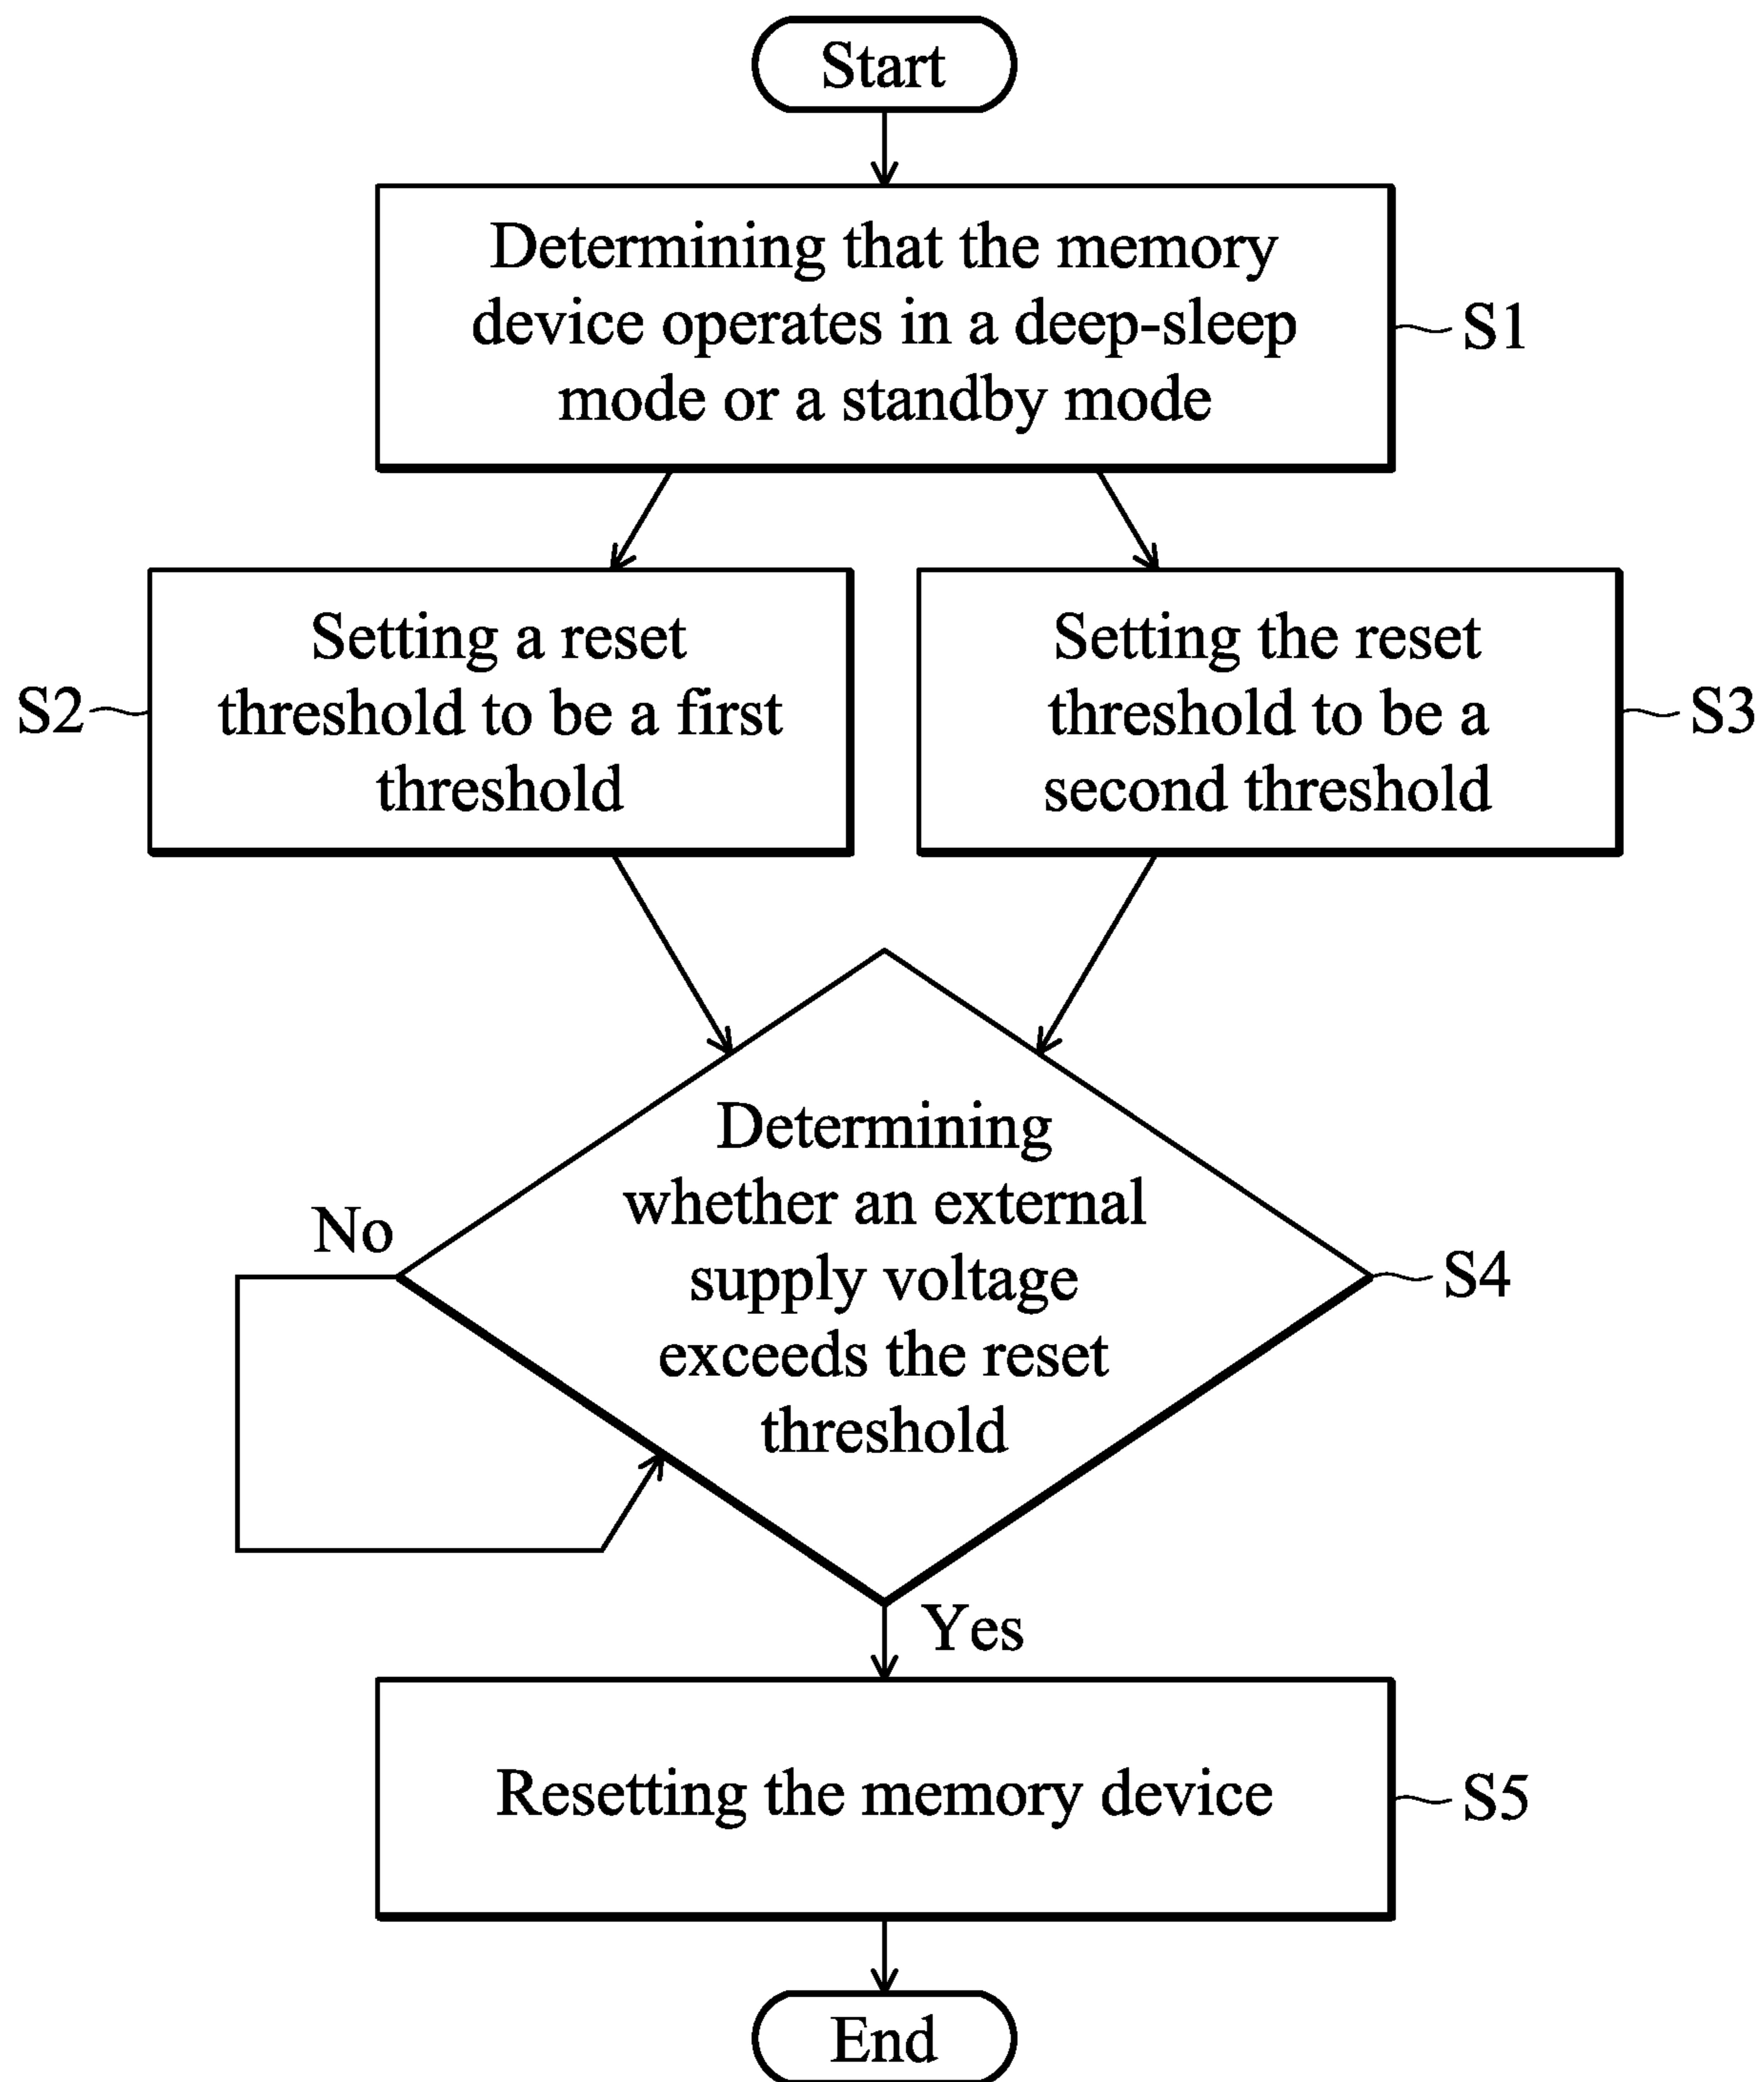 Start
Determining that the memory
device operates in a deep-sleep
mode or a standby mode
S1
S2
Setting a reset
threshold to be a first
threshold
Setting the reset
threshold to be a
second threshold
S3
Determining
whether an external
supply voltage
exceeds the reset
threshold
No
S4
Yes
Resetting the memory device
S5
End